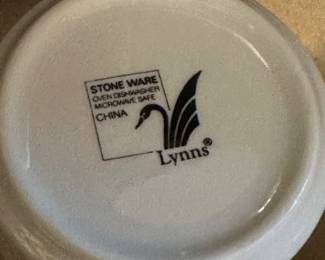 STONE WARE
OVEN DISHWASHER
MICROWAVE SAFE
CHINA
Lynns®